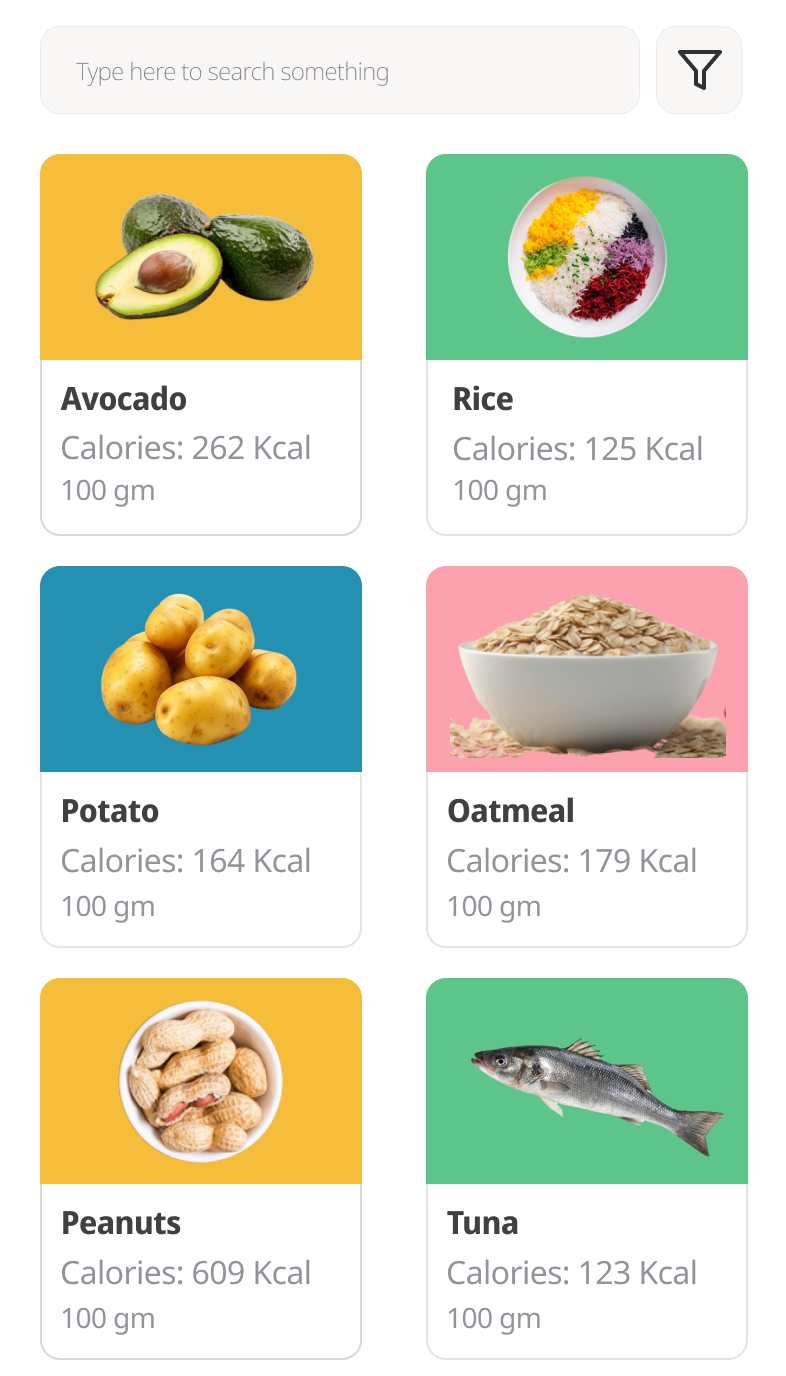 Type here to search something
Avocado
Calories: 262 Kcal
100 gm
Rice
Calories: 125 Kcal
100 gm
Potato
Calories: 164 Kcal
100 gm
Oatmeal
Calories: 179 Kcal
100 gm
Peanuts
Calories: 609 Kcal
100 gm
Tuna
Calories: 123 Kcal
100 gm